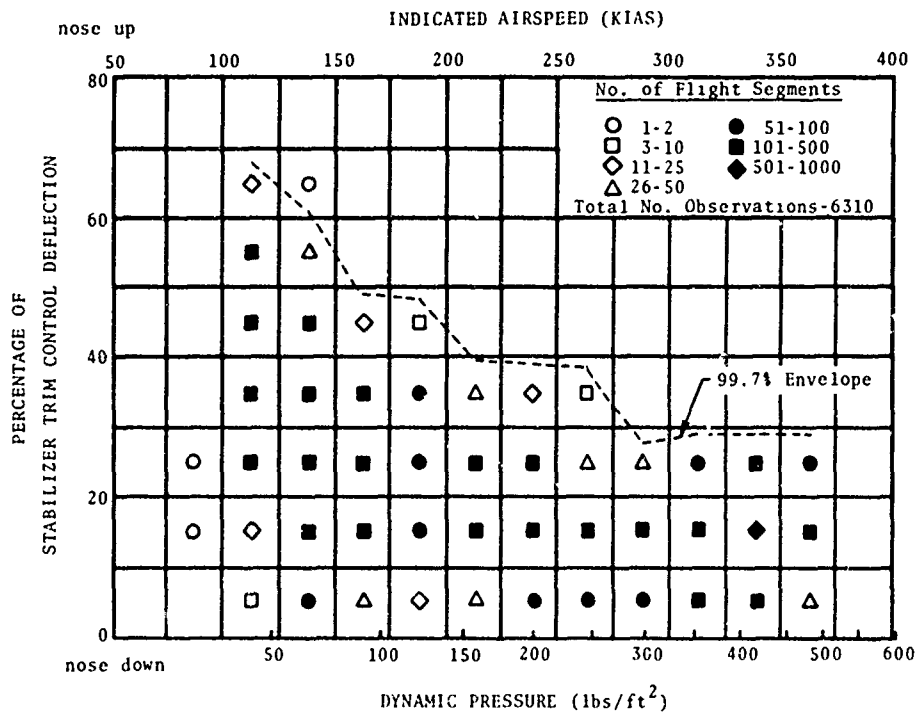 INDICATED AIRSPEED (KIAS)
nose up
50 100 150 200 250 300 350 400
80
60
40
20
0
PERCENTAGE OF
STABILIZER TRIM CONTROL DEFLECTION
No. of Flight Segments
1-2 51-100
3-10 101-500
11-25 501-1000
26-50
Total No. Observations-6310
99.7% Envelope
nose down
50 100 150 200 300 400 500 600
DYNAMIC PRESSURE (lbs/ft²)